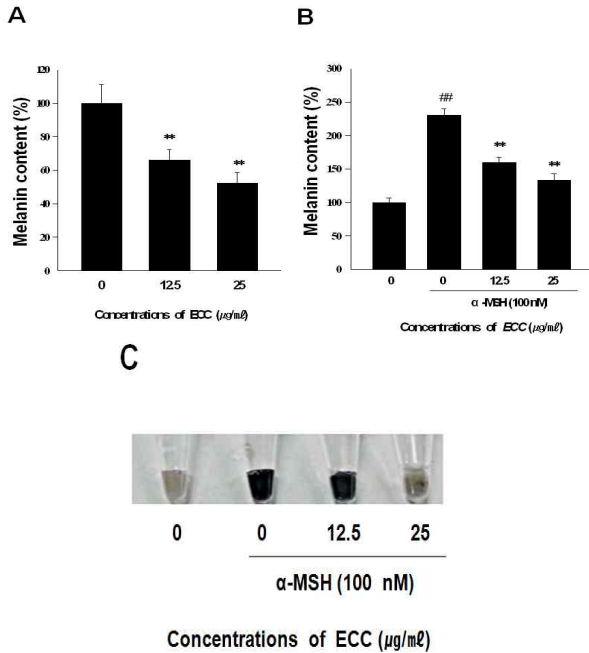 A
Melanin content (%)
120
100
80
60
40
20
0
**
**
0 12.5 25
Concentrations of ECC (㎍/㎖)
B
Melanin content (%)
300
250
200
150
100
50
0
##
**
**
0 0 12.5 25
α-MSH (100 nM)
Concentrations of ECC (㎍/㎖)
C
0 0 12.5 25
α-MSH (100 nM)
Concentrations of ECC (㎍/㎖)